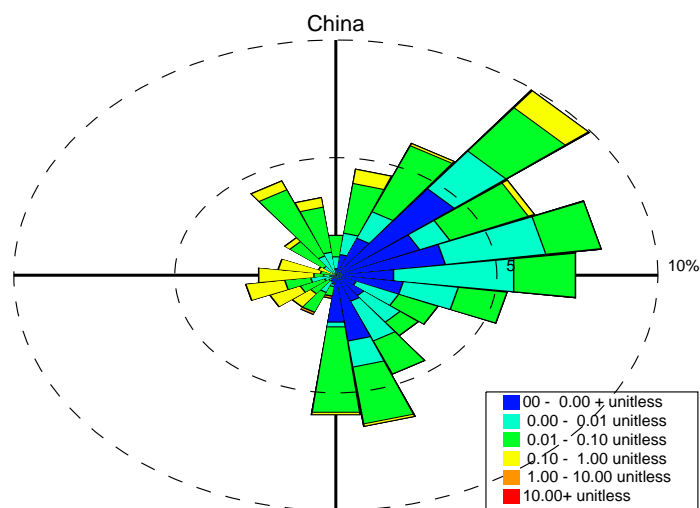 China
10%
5
00 - 0.00 + unitless
0.00 - 0.01 unitless
0.01 - 0.10 unitless
0.10 - 1.00 unitless
1.00 - 10.00 unitless
10.00+ unitless